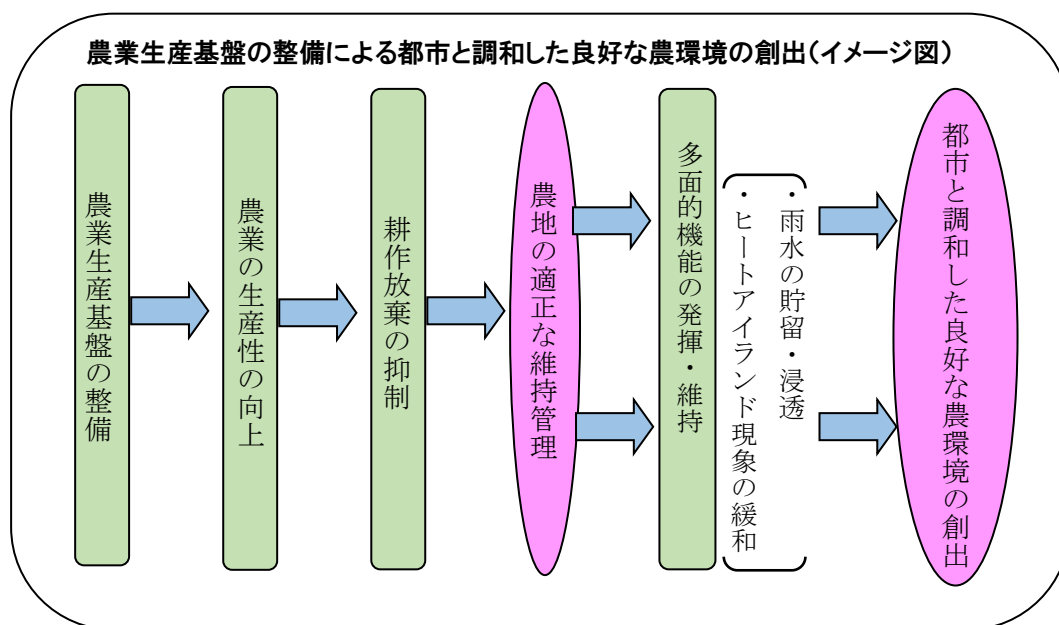 農業生産基盤の整備による都市と調和した良好な農環境の創出(イメージ図)
農業生産基盤の整備
農業の生産性の向上
耕作放棄の抑制
農地の適正な維持管理
多面的機能の発揮・維持
・雨水の貯留・浸透
・ヒートアイランド現象の緩和
都市と調和した良好な農環境の創出